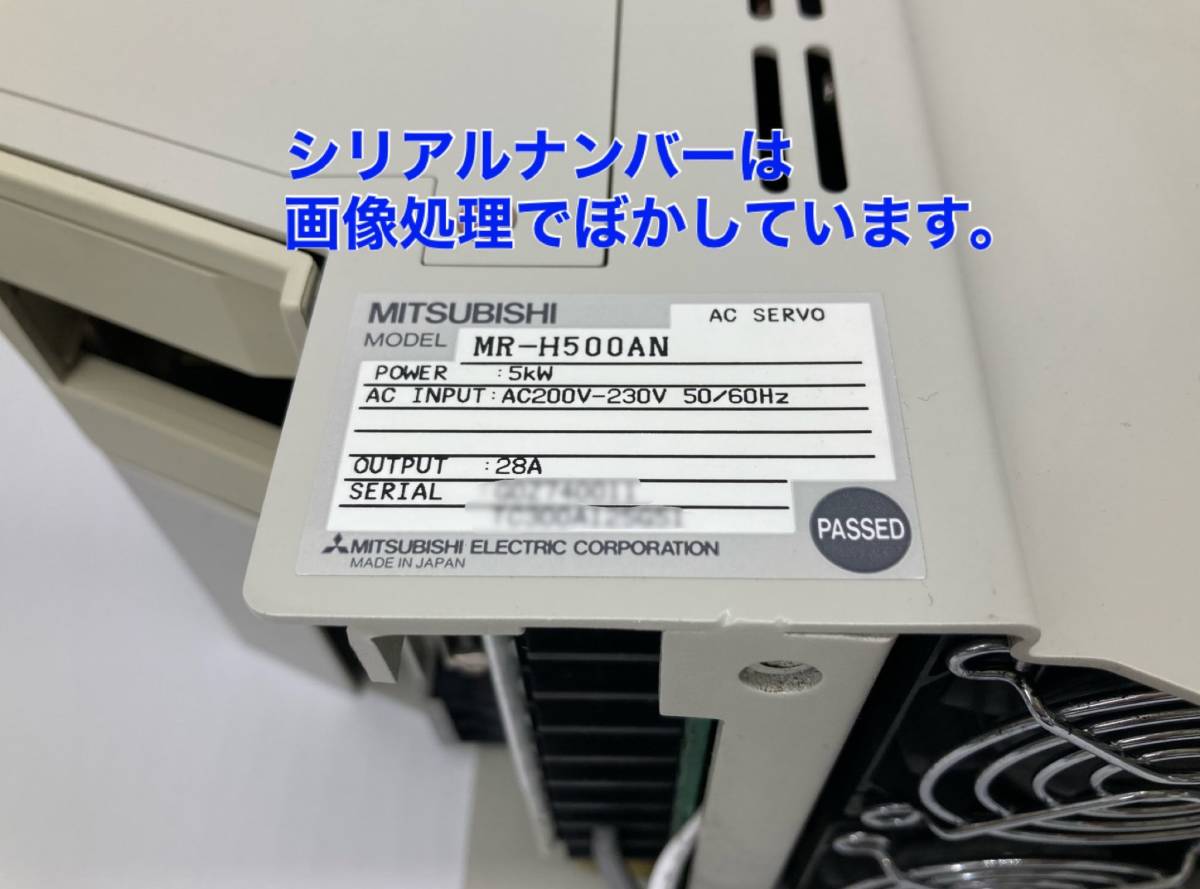 シリアルナンバーは
画像処理でぼかしています。
MITSUBISHI
AC SERVO
MODEL MR-H500AN
POWER :5kW
AC INPUT:AC200V-230V 50/60Hz
OUTPUT :28A
SERIAL
PASSED
MITSUBISHI ELECTRIC CORPORATION
MADE IN JAPAN